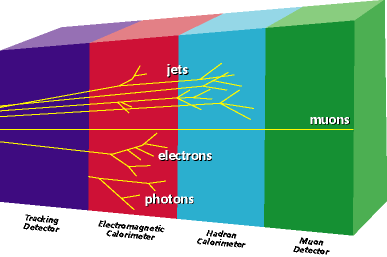 jets
muons
electrons
photons
Tracking
Detector
Electromagnetic
Calorimeter
Hadron
Calorimeter
Muon
Detector